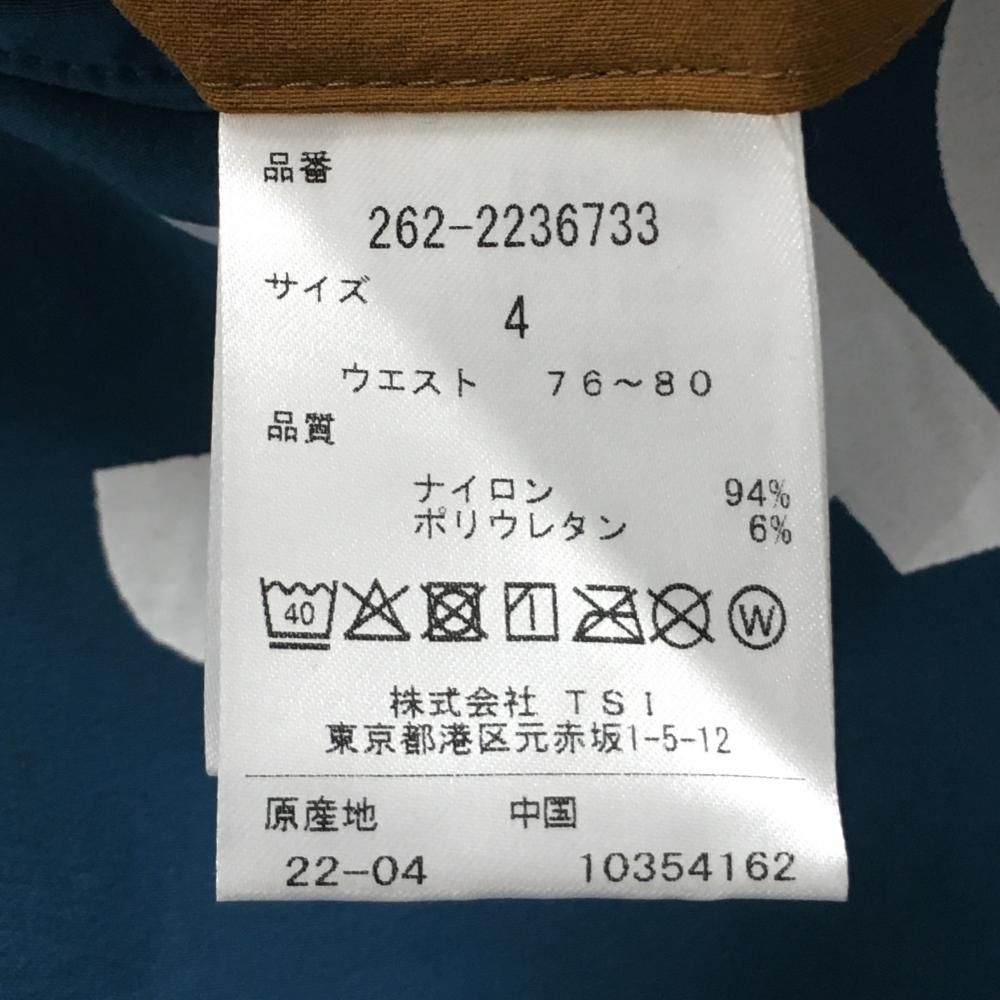 品番
262-2236733
サイズ
4
ウエスト 76～80
品質
ナイロン 94%
ポリウレタン 6%
40 W
株式会社 TSI
東京都港区元赤坂1-5-12
原産地 中国
22-04 10354162